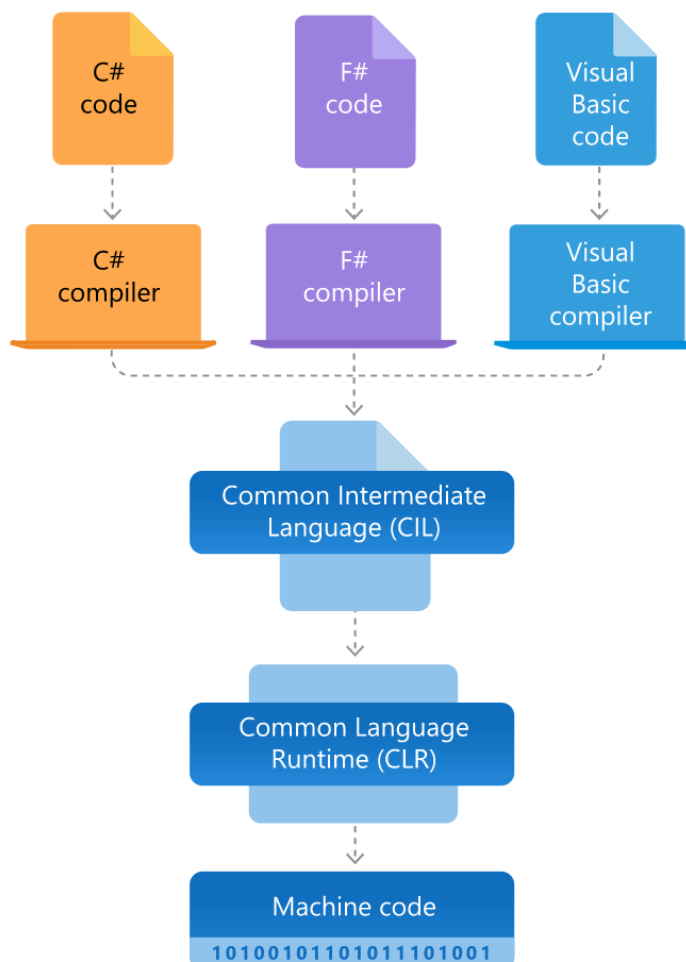 C#
code
F#
code
Visual
Basic
code
C#
compiler
F#
compiler
Visual
Basic
compiler
Common Intermediate
Language (CIL)
Common Language
Runtime (CLR)
Machine code
101001011010111101001